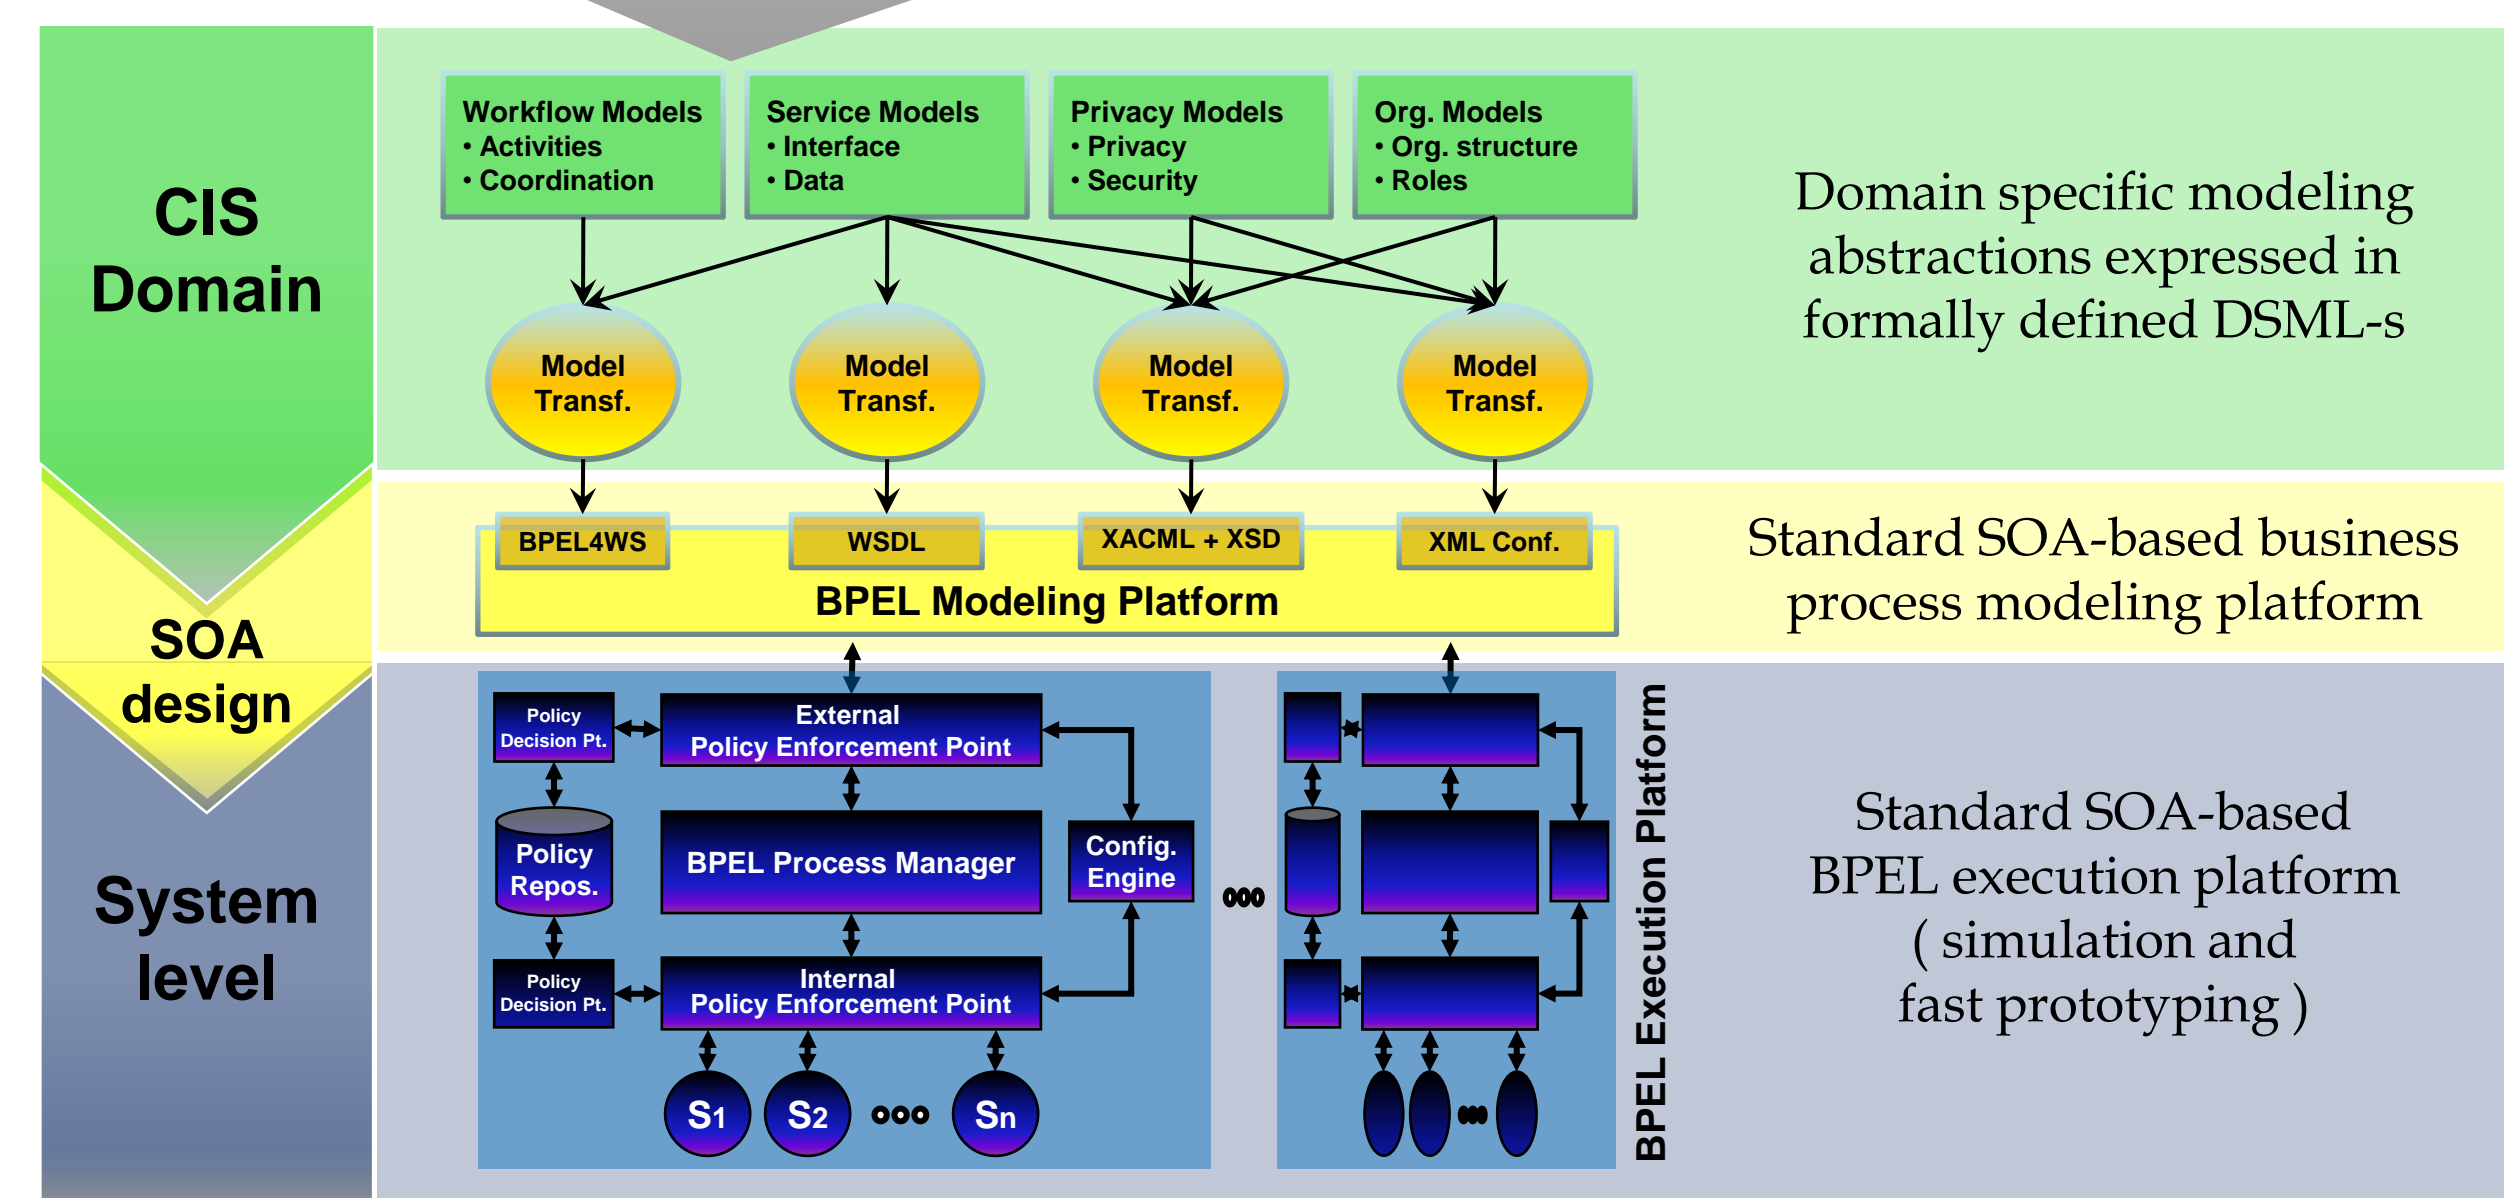 CIS
Domain
Workflow Models
• Activities
• Coordination
Service Models
• Interface
• Data
Privacy Models
• Privacy
• Security
Org. Models
• Org. structure
• Roles
Domain specific modeling
abstractions expressed in
formally defined DSML-s
Model
Transf.
Model
Transf.
Model
Transf.
Model
Transf.
SOA
design
BPEL4WS
WSDL
XACML + XSD
XML Conf.
BPEL Modeling Platform
Standard SOA-based business
process modeling platform
System
level
Policy
Decision Pt.
External
Policy Enforcement Point
Policy
Repos.
BPEL Process Manager
Config.
Engine
Policy
Decision Pt.
Internal
Policy Enforcement Point
S1
S2
Sn
BPEL Execution Platform
Standard SOA-based
BPEL execution platform
( simulation and
fast prototyping )